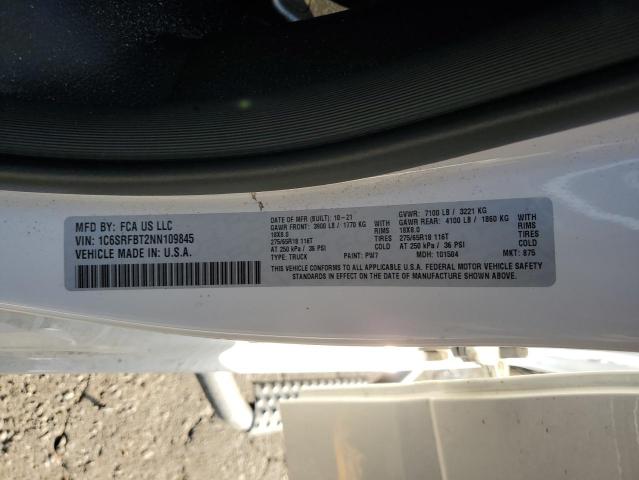 MFD BY: FCA US LLC
VIN: 1C6SRFBT2NN109845
VEHICLE MADE IN U.S.A.
DATE OF MFR (BUILT): 10-21
GAWR FRONT: 3900 LB / 1770 KG
18X8.0
275/65R18 116T
AT 250 kPa / 36 PSI
TYPE: TRUCK PAINT: PW7
WITH
RIMS
TIRES
COLD
GVWR: 7100 LB / 3221 KG
GAWR REAR: 4100 LB / 1860 KG
18X8.0
275/65R18 116T
AT 250 kPa / 36 PSI
MDH: 101504 MKT: 875
WITH
RIMS
TIRES
COLD
THIS VEHICLE CONFORMS TO ALL APPLICABLE U.S.A. FEDERAL MOTOR VEHICLE SAFETY
STANDARDS IN EFFECT ON THE DATE OF MANUFACTURE SHOWN ABOVE.